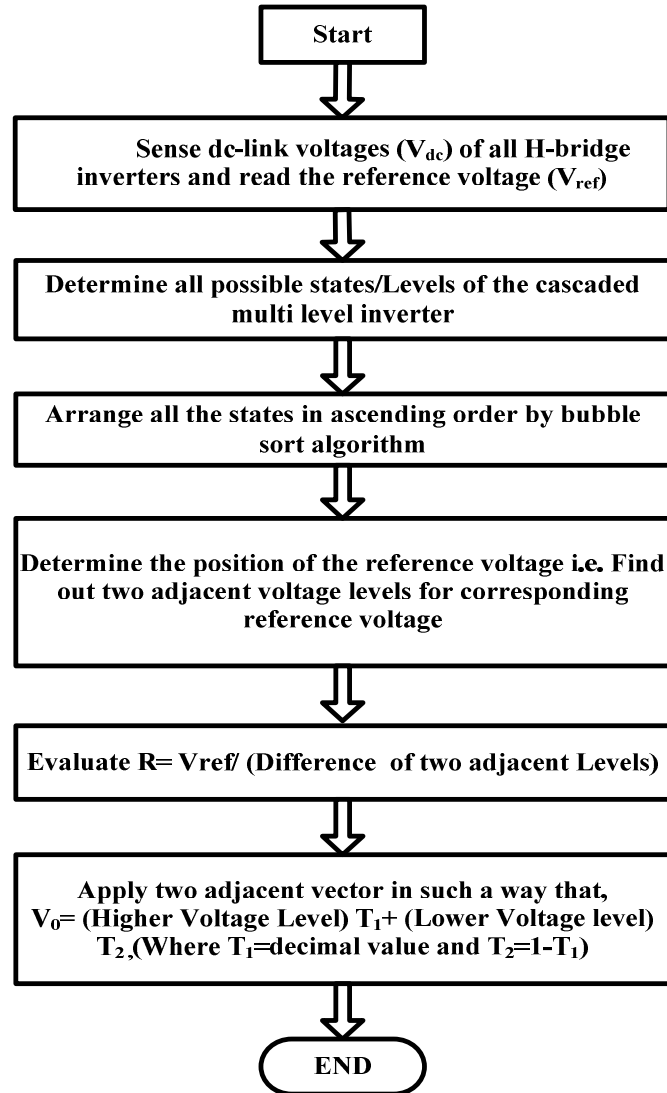 Start
Sense dc-link voltages (Vdc) of all H-bridge
inverters and read the reference voltage (Vref)
Determine all possible states/Levels of the cascaded
multi level inverter
Arrange all the states in ascending order by bubble
sort algorithm
Determine the position of the reference voltage i.e. Find
out two adjacent voltage levels for corresponding
reference voltage
Evaluate R= Vref/ (Difference of two adjacent Levels)
Apply two adjacent vector in such a way that,
V0= (Higher Voltage Level) T1+ (Lower Voltage level)
T2,(Where T1=decimal value and T2=1-T1)
END